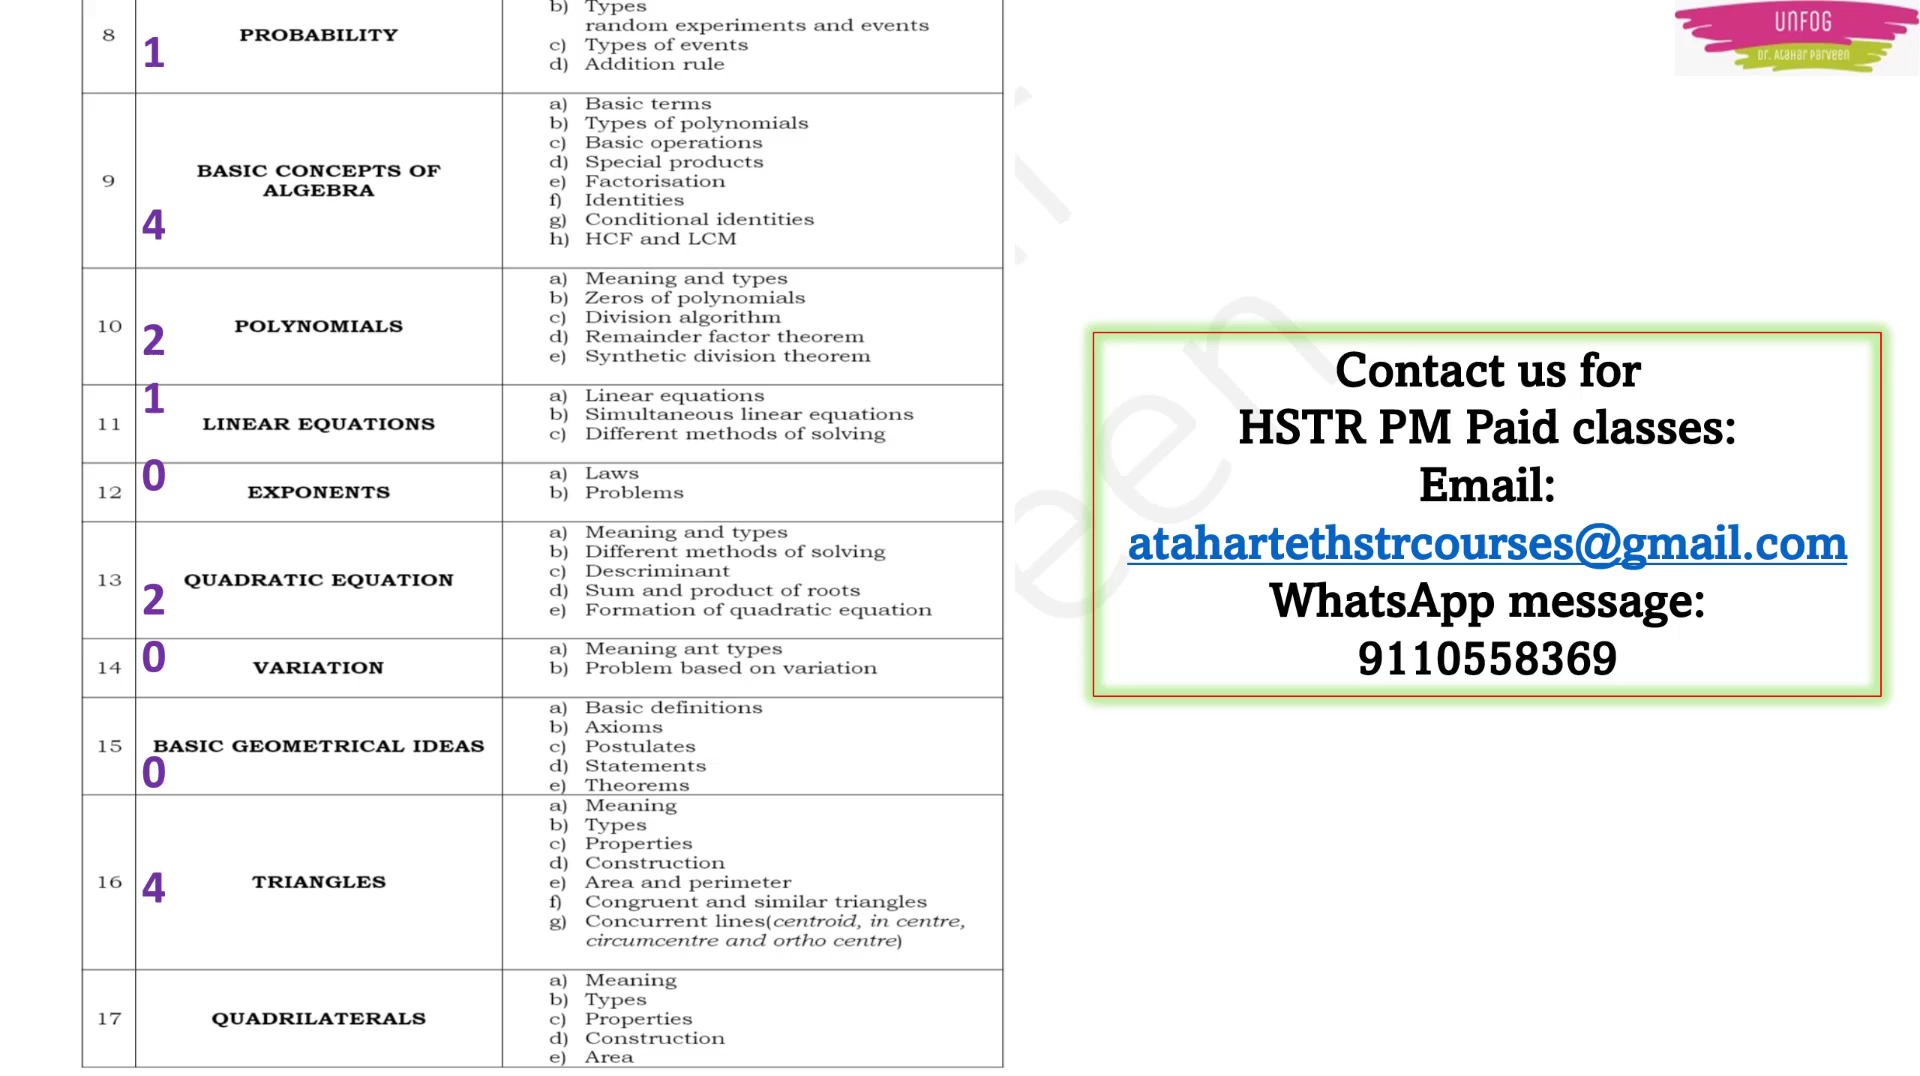 b) Types
random experiments and events
8
1
PROBABILITY
c) Types of events
d) Addition rule
9
4
BASIC CONCEPTS OF
ALGEBRA
a) Basic terms
b) Types of polynomials
c) Basic operations
d) Special products
e) Factorisation
f) Identities
g) Conditional identities
h) HCF and LCM
10
2
POLYNOMIALS
a) Meaning and types
b) Zeros of polynomials
c) Division algorithm
d) Remainder factor theorem
e) Synthetic division theorem
11
1
LINEAR EQUATIONS
a) Linear equations
b) Simultaneous linear equations
c) Different methods of solving
12
0
EXPONENTS
a) Laws
b) Problems
13
2
QUADRATIC EQUATION
a) Meaning and types
b) Different methods of solving
c) Descriminant
d) Sum and product of roots
e) Formation of quadratic equation
14
0
VARIATION
a) Meaning ant types
b) Problem based on variation
15
0
BASIC GEOMETRICAL IDEAS
a) Basic definitions
b) Axioms
c) Postulates
d) Statements
e) Theorems
16
4
TRIANGLES
a) Meaning
b) Types
c) Properties
d) Construction
e) Area and perimeter
f) Congruent and similar triangles
g) Concurrent lines(centroid, in centre,
circumcentre and ortho centre)
17
QUADRILATERALS
a) Meaning
b) Types
c) Properties
d) Construction
e) Area
UNFOG
Dr. Atahar Parveen
Contact us for
HSTR PM Paid classes:
Email:
atahartethstrcourses@gmail.com
WhatsApp message:
9110558369